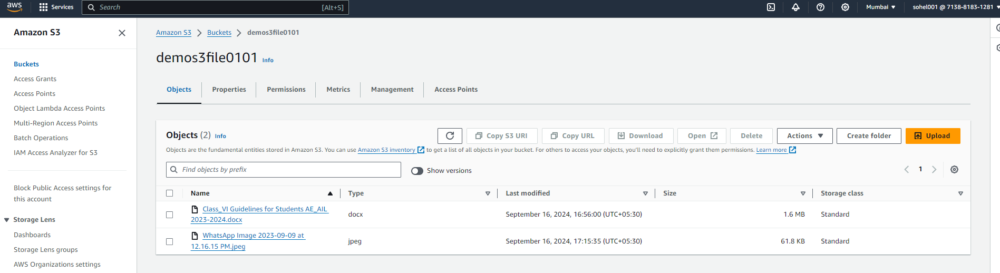 aws Services Search [Alt+S] Mumbai sohel001 @ 7138-8183-1281
Amazon S3
Buckets
Access Grants
Access Points
Object Lambda Access Points
Multi-Region Access Points
Batch Operations
IAM Access Analyzer for S3
Block Public Access settings for
this account
Storage Lens
Dashboards
Storage Lens groups
AWS Organizations settings
Amazon S3 Buckets demos3file0101
demos3file0101 Info
Objects Properties Permissions Metrics Management Access Points
Objects (2) Info Copy S3 URI Copy URL Download Open Delete Actions Create folder Upload
Objects are the fundamental entities stored in Amazon S3. You can use Amazon S3 inventory to get a list of all objects in your bucket. For others to access your objects, you'll need to explicitly grant them permissions. Learn more
Find objects by prefix Show versions 1
Name Type Last modified Size Storage class
Class_VI Guidelines for Students AE_AIL
2023-2024.docx
docx September 16, 2024, 16:56:00 (UTC+05:30) 1.6 MB Standard
WhatsApp Image 2023-09-09 at
12.16.15 PM.jpeg
jpeg September 16, 2024, 17:15:35 (UTC+05:30) 61.8 KB Standard